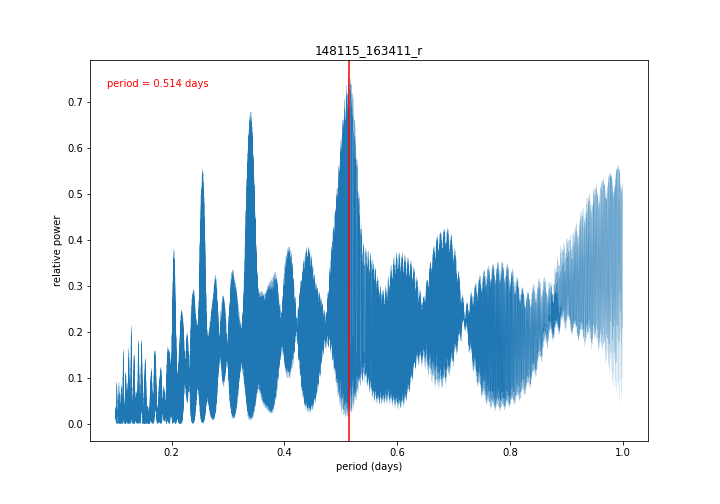 148115_163411_r
period = 0.514 days
relative power
0.7
0.6
0.5
0.4
0.3
0.2
0.1
0.0
0.2 0.4 0.6 0.8 1.0
period (days)